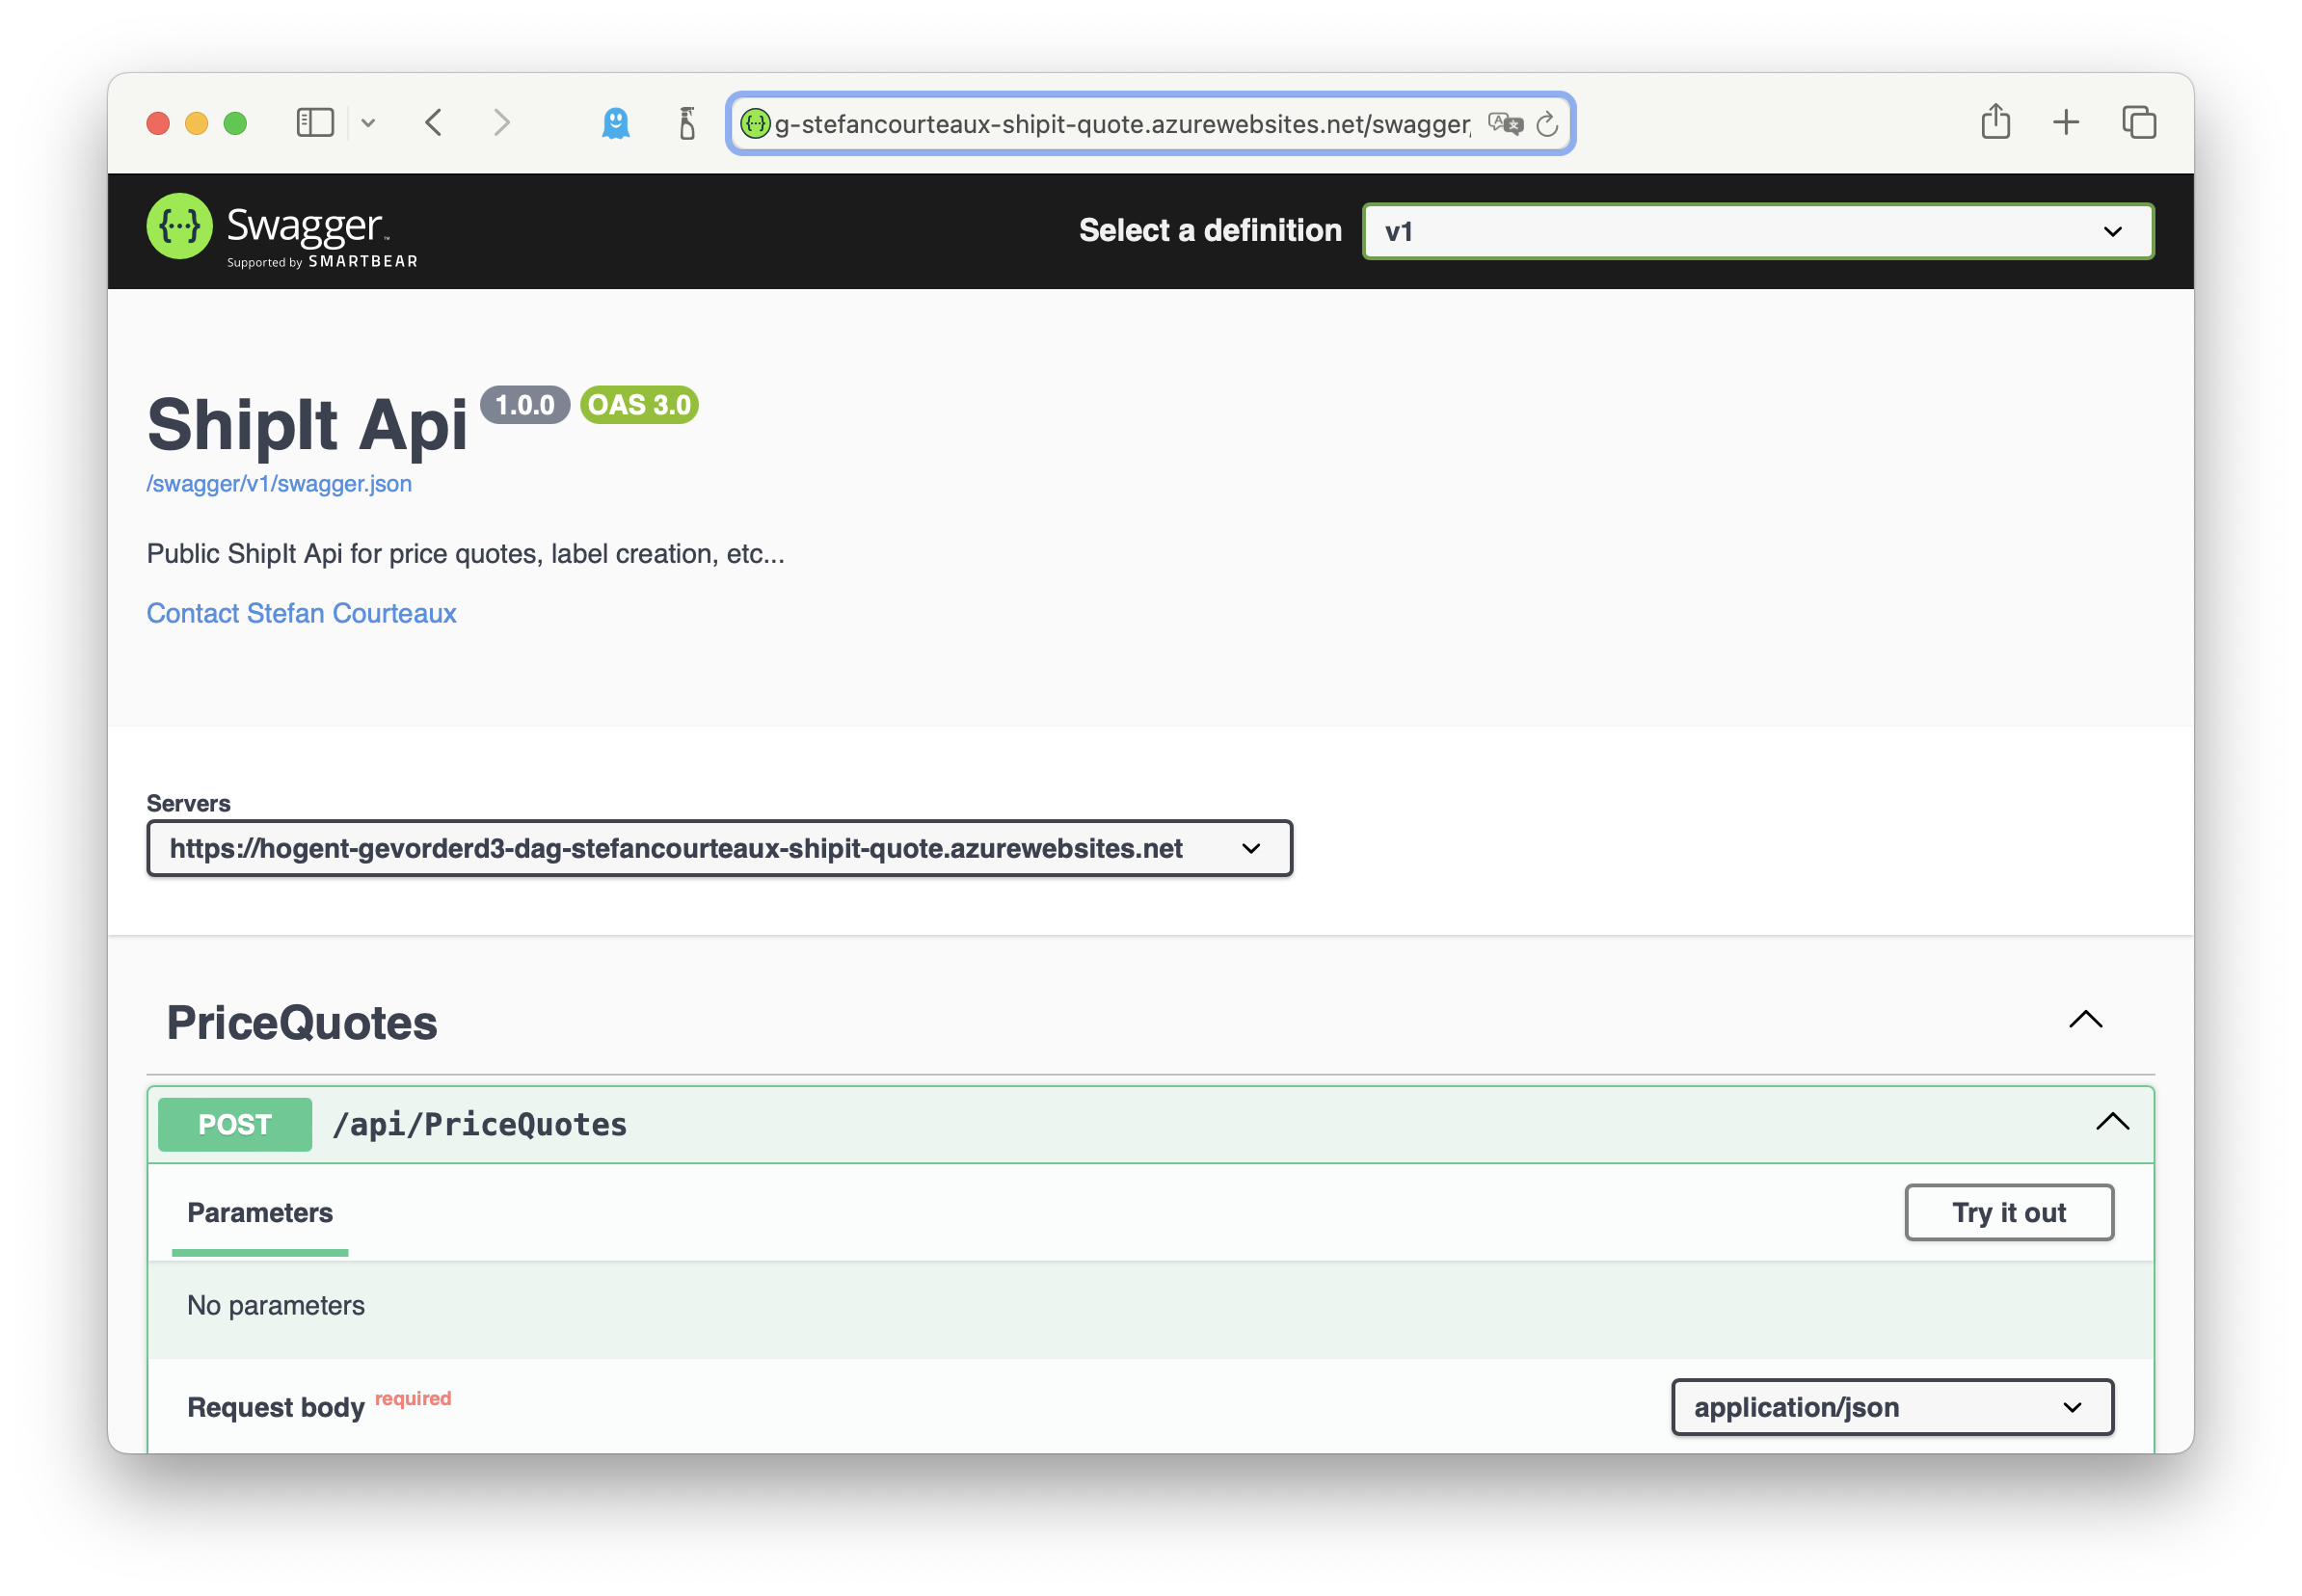 g-stefancourteaux-shipit-quote.azurewebsites.net/swagger/
Swagger
Supported by SMARTBEAR
Select a definition
v1
ShipIt Api 1.0.0 OAS 3.0
/swagger/v1/swagger.json
Public ShipIt Api for price quotes, label creation, etc...
Contact Stefan Courteaux
Servers
https://hogent-gevorderd3-dag-stefancourteaux-shipit-quote.azurewebsites.net
PriceQuotes
POST /api/PriceQuotes
Parameters
Try it out
No parameters
Request body required
application/json